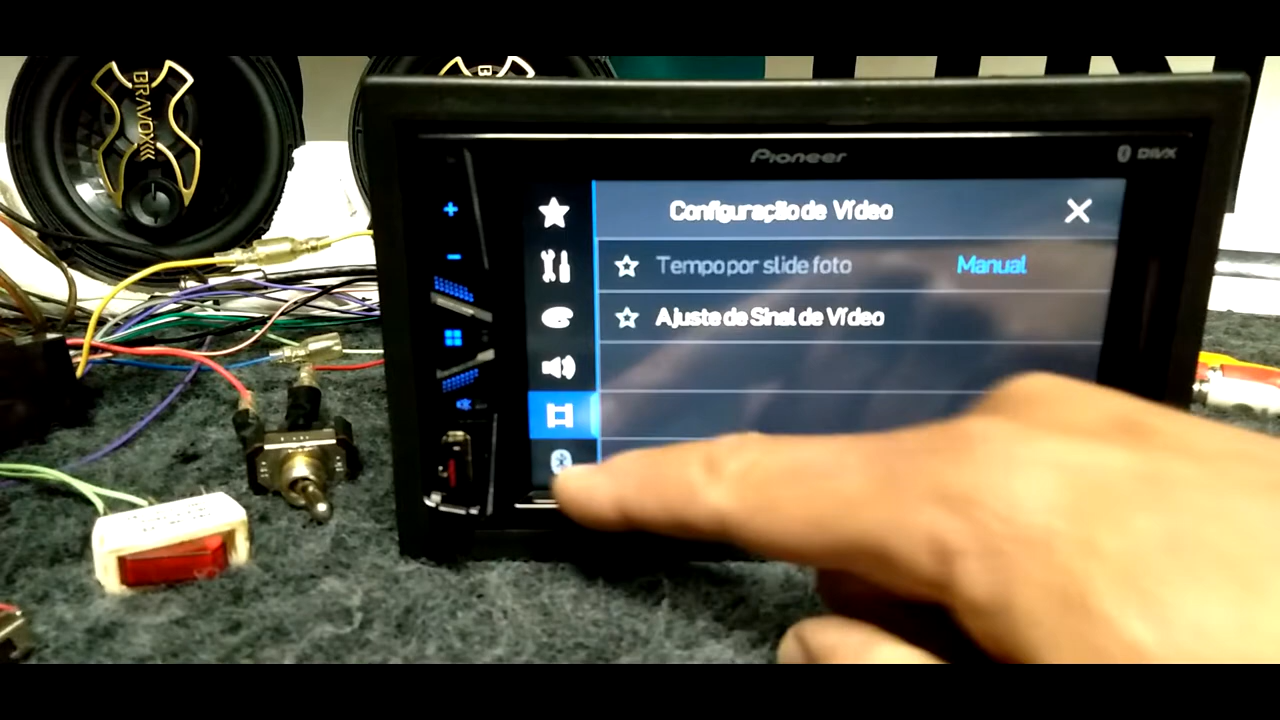 BRAVOX
Pioneer
DIVX
Configuração de Vídeo
Tempo por slide foto
Manual
Ajuste de Sinal de Vídeo